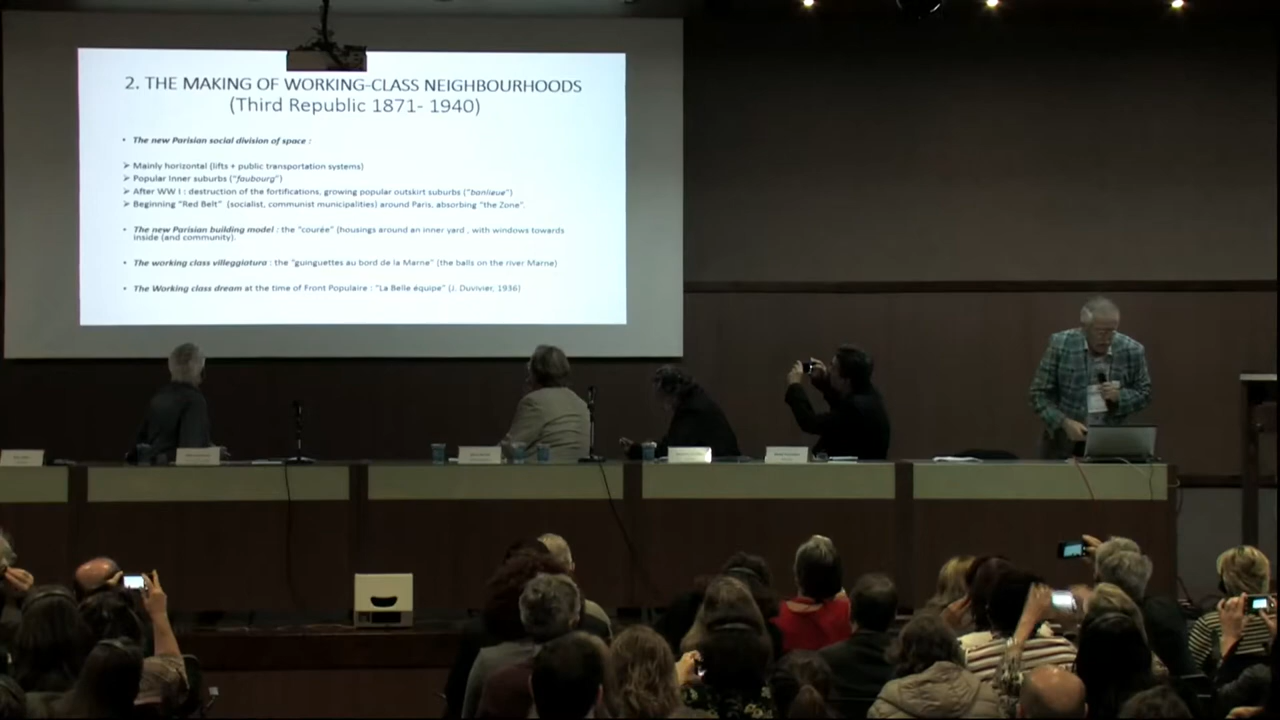 2. THE MAKING OF WORKING-CLASS NEIGHBOURHOODS
(Third Republic 1871- 1940)
• The new Parisian social division of space :
➢ Mainly horizontal (lifts + public transportation systems)
➢ Popular Inner suburbs ("faubourg")
➢ After WW I : destruction of the fortifications, growing popular outskirt suburbs ("banlieue")
➢ Beginning "Red Belt" (socialist, communist municipalities) around Paris, absorbing "the Zone".
• The new Parisian building model : the "courée" (housings around an inner yard , with windows towards
inside (and community).
• The working class villeggiatura : the "guinguettes au bord de la Marne" (the balls on the river Marne)
• The Working class dream at the time of Front Populaire : "La Belle équipe" (J. Duvivier, 1936)